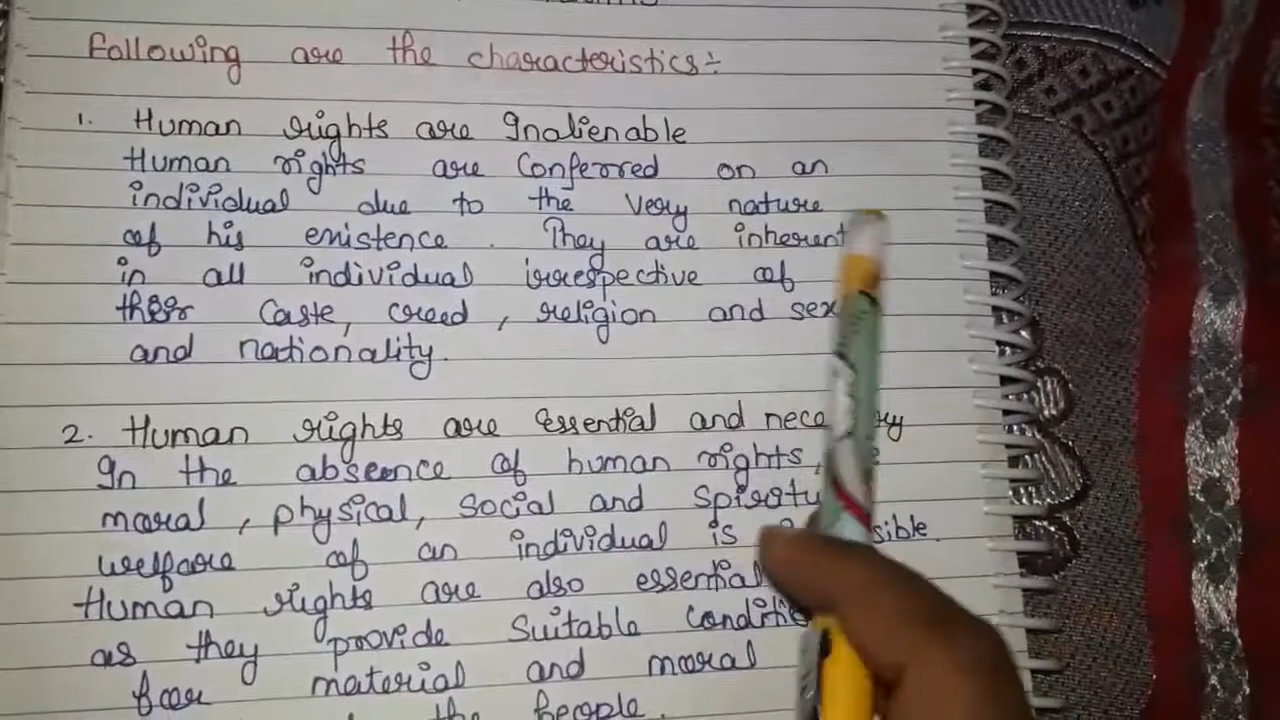 Following are the characteristics÷
1. Human rights are Inalienable
Human rights are Conferred on an
individual due to the very nature
of his existence. They are inherent
in all individual irrespective of
their Caste, creed, religion and sex
and nationality.
2. Human rights are Essential and
In the absence of human rights,
moral, physical, social and
welfare of an individual is
Human rights are also essential
as they provide suitable
for material and moral
the people.